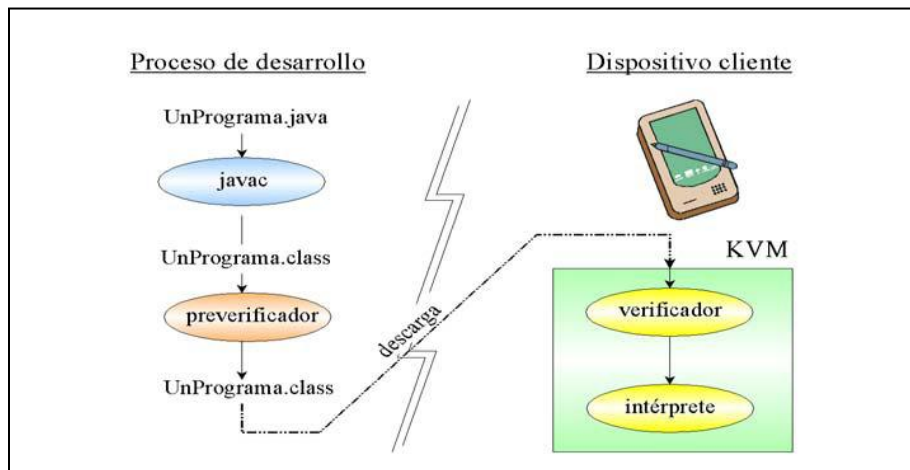 Proceso de desarrollo
UnPrograma.java
javac
UnPrograma.class
preverificador
UnPrograma.class
descarga
Dispositivo cliente
KVM
verificador
intérprete